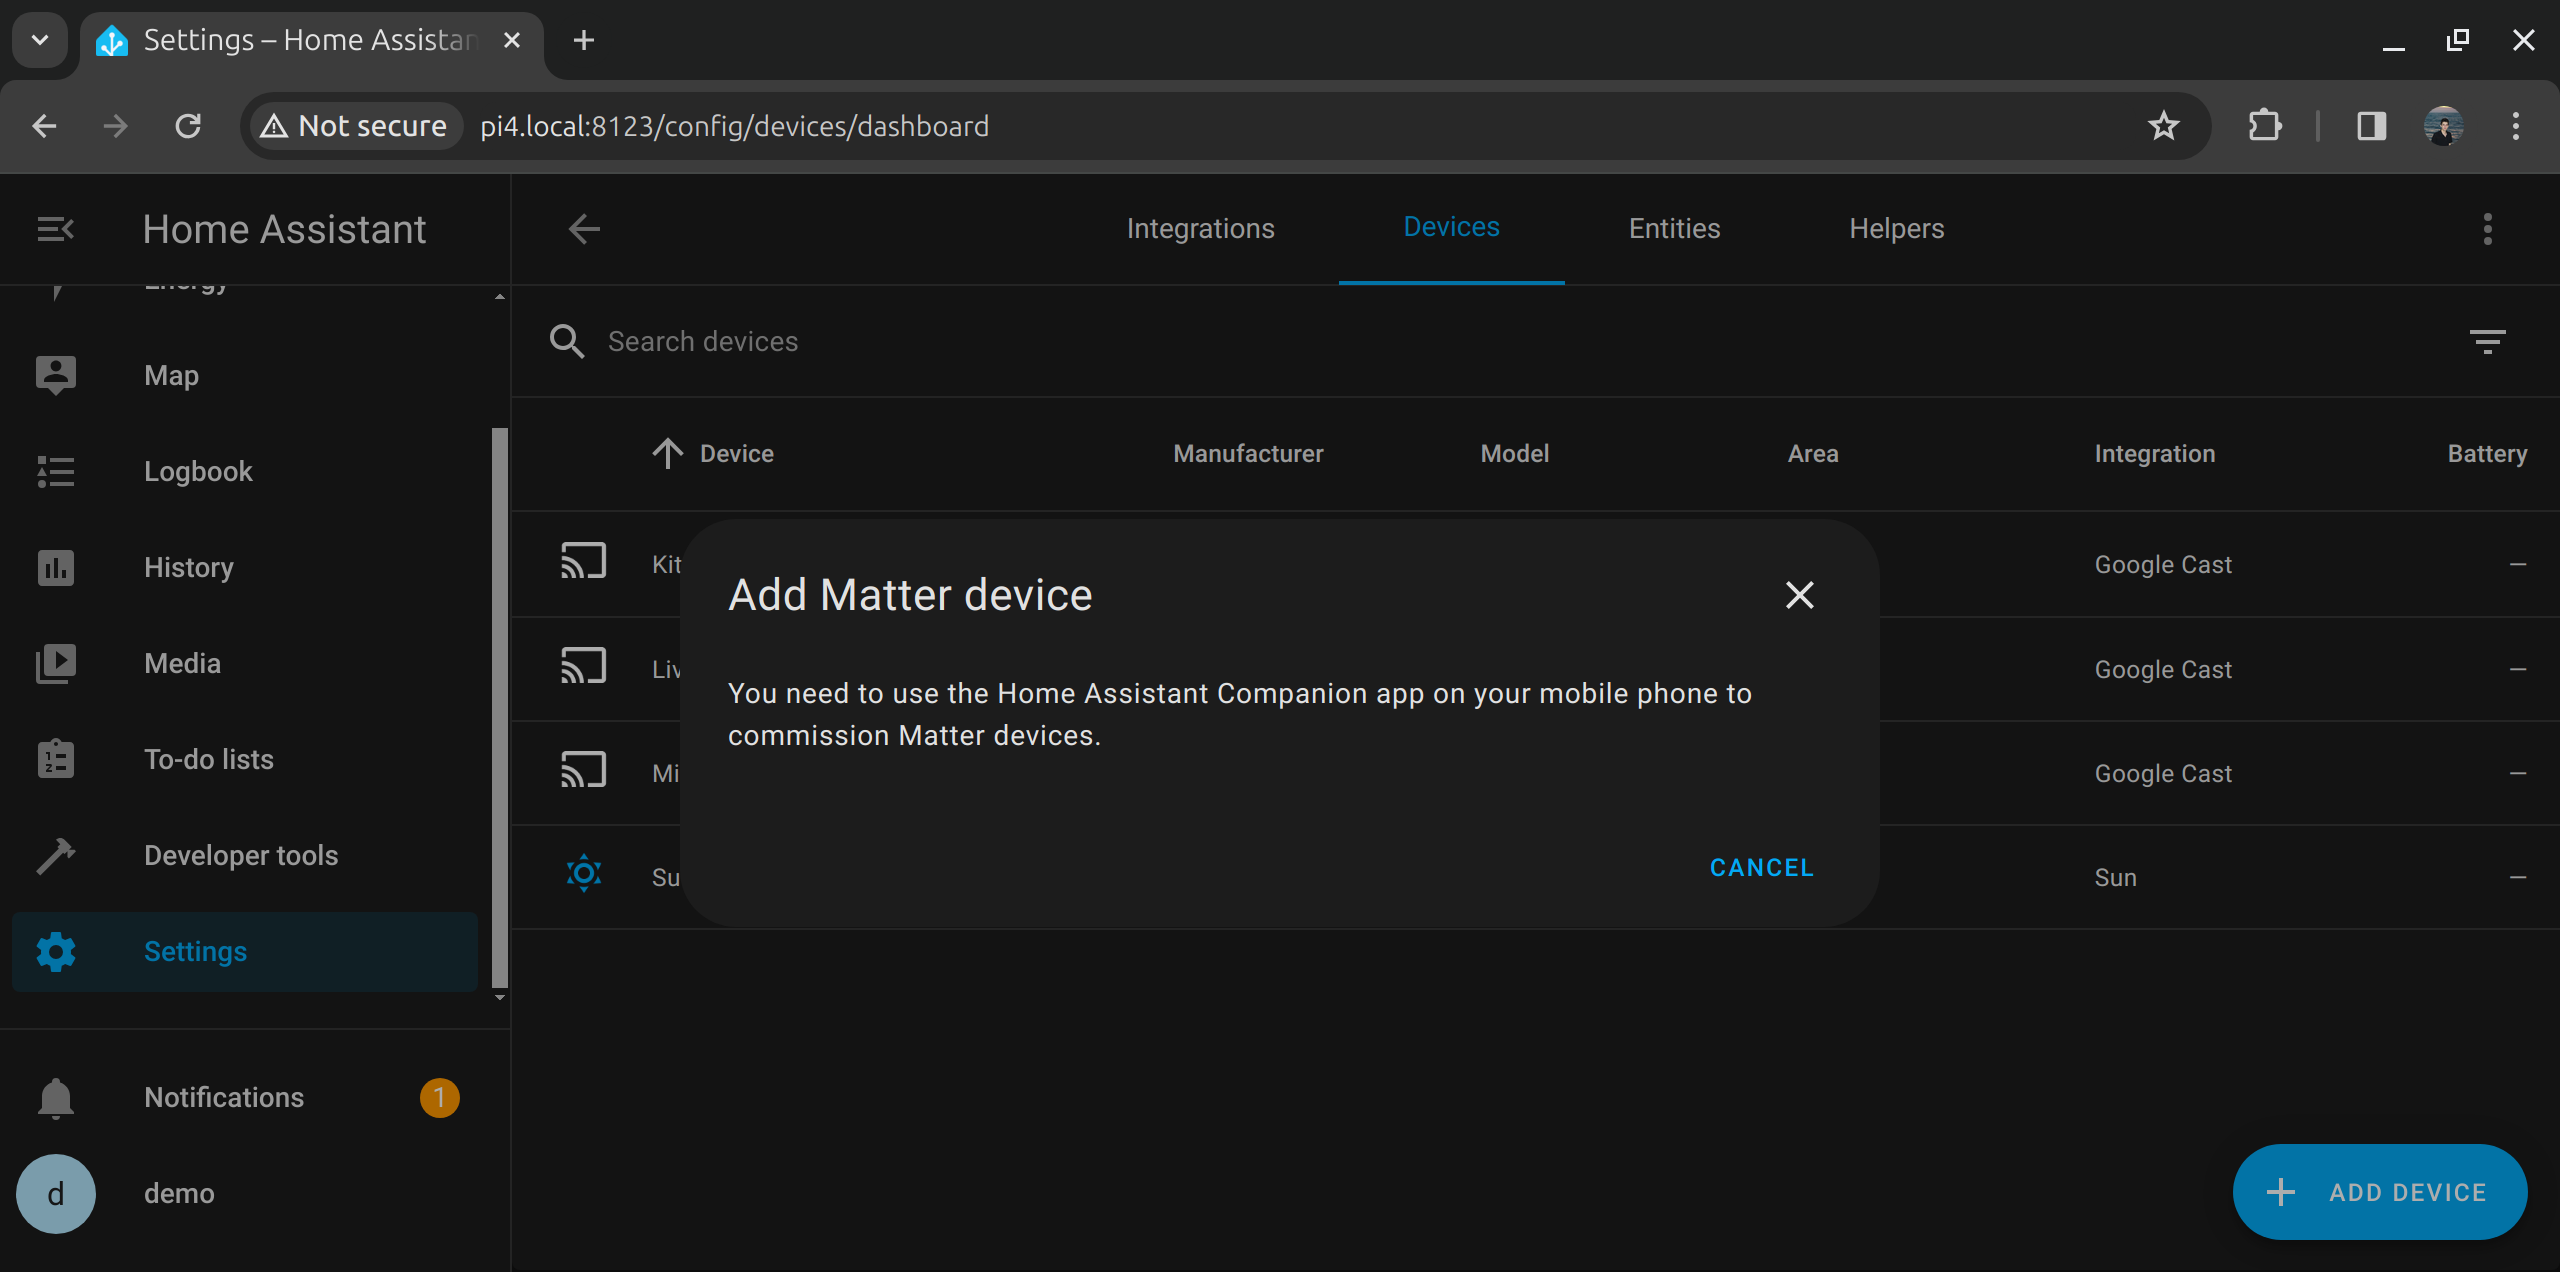 Settings – Home Assistan
Not secure
pi4.local:8123/config/devices/dashboard
Home Assistant
Integrations
Devices
Entities
Helpers
Energy
Search devices
Map
Logbook
History
Media
To-do lists
Developer tools
Settings
Notifications
1
d
demo
Device
Manufacturer
Model
Area
Integration
Battery
Kit
Google Cast
–
Liv
Google Cast
–
Mi
Google Cast
–
Su
Sun
–
Add Matter device
You need to use the Home Assistant Companion app on your mobile phone to
commission Matter devices.
CANCEL
ADD DEVICE